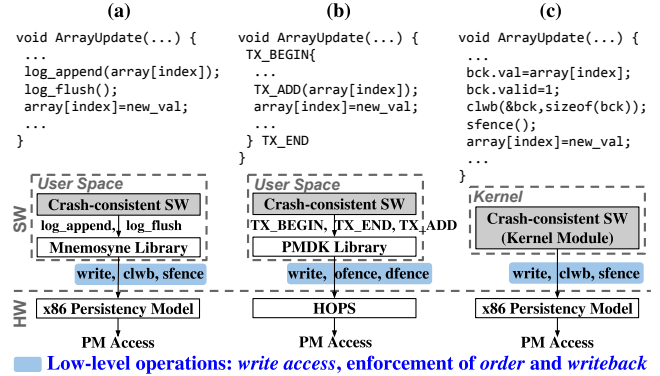 (a)
void ArrayUpdate(...) {
...
log_append(array[index]);
log_flush();
array[index]=new_val;
...
}
User Space
Crash-consistent SW
log_append, log_flush
Mnemosyne Library
write, clwb, sfence
x86 Persistency Model
PM Access
(b)
void ArrayUpdate(...) {
TX_BEGIN{
...
TX_ADD(array[index]);
array[index]=new_val;
...
} TX_END
}
User Space
Crash-consistent SW
TX_BEGIN, TX_END, TX_ADD
PMDK Library
write, ofence, dfence
HOPS
PM Access
(c)
void ArrayUpdate(...) {
...
bck.val=array[index];
bck.valid=1;
clwb(&bck,sizeof(bck));
sfence();
array[index]=new_val;
...
}
Kernel
Crash-consistent SW
(Kernel Module)
write, clwb, sfence
x86 Persistency Model
PM Access
SW
HW
Low-level operations: write access, enforcement of order and writeback